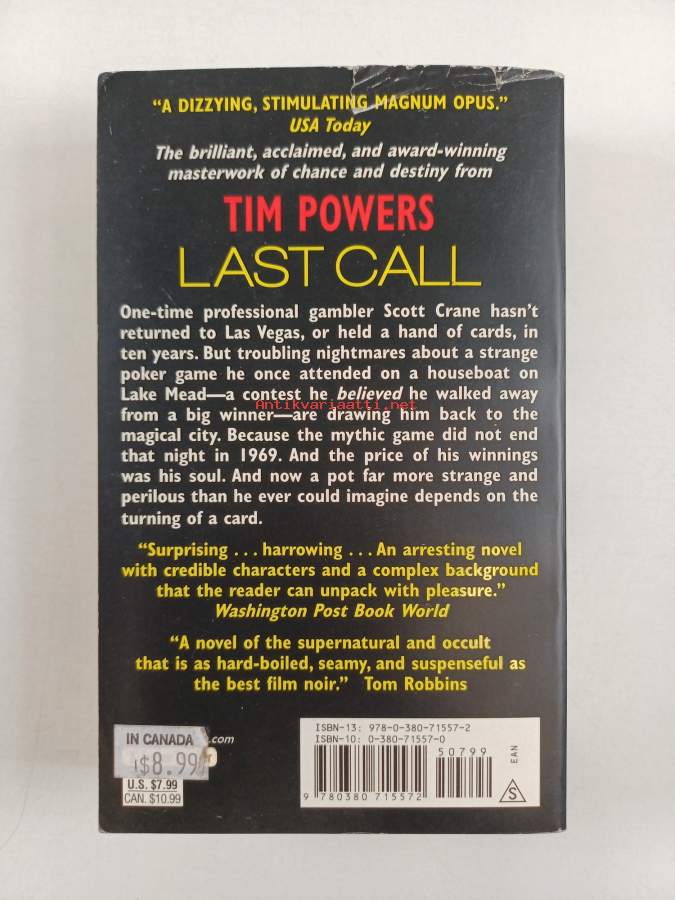 “A DIZZYING, STIMULATING MAGNUM OPUS.”
USA Today
The brilliant, acclaimed, and award-winning
masterwork of chance and destiny from
TIM POWERS
LAST CALL
One-time professional gambler Scott Crane hasn’t
returned to Las Vegas, or held a hand of cards, in
ten years. But troubling nightmares about a strange
poker game he once attended on a houseboat on
Lake Mead—a contest he believed he walked away
Antikvariaatti.net
from a big winner—are drawing him back to the
magical city. Because the mythic game did not end
that night in 1969. And the price of his winnings
was his soul. And now a pot far more strange and
perilous than he ever could imagine depends on the
turning of a card.
“Surprising . . . harrowing . . . An arresting novel
with credible characters and a complex background
that the reader can unpack with pleasure.”
Washington Post Book World
“A novel of the supernatural and occult
that is as hard-boiled, seamy, and suspenseful as
the best film noir.” Tom Robbins
IN CANADA
.com
$8.99
U.S. $7.99
CAN. $10.99
ISBN-13: 978-0-380-71557-2
ISBN-10: 0-380-71557-0
50799
EAN
9 780380 715572
S